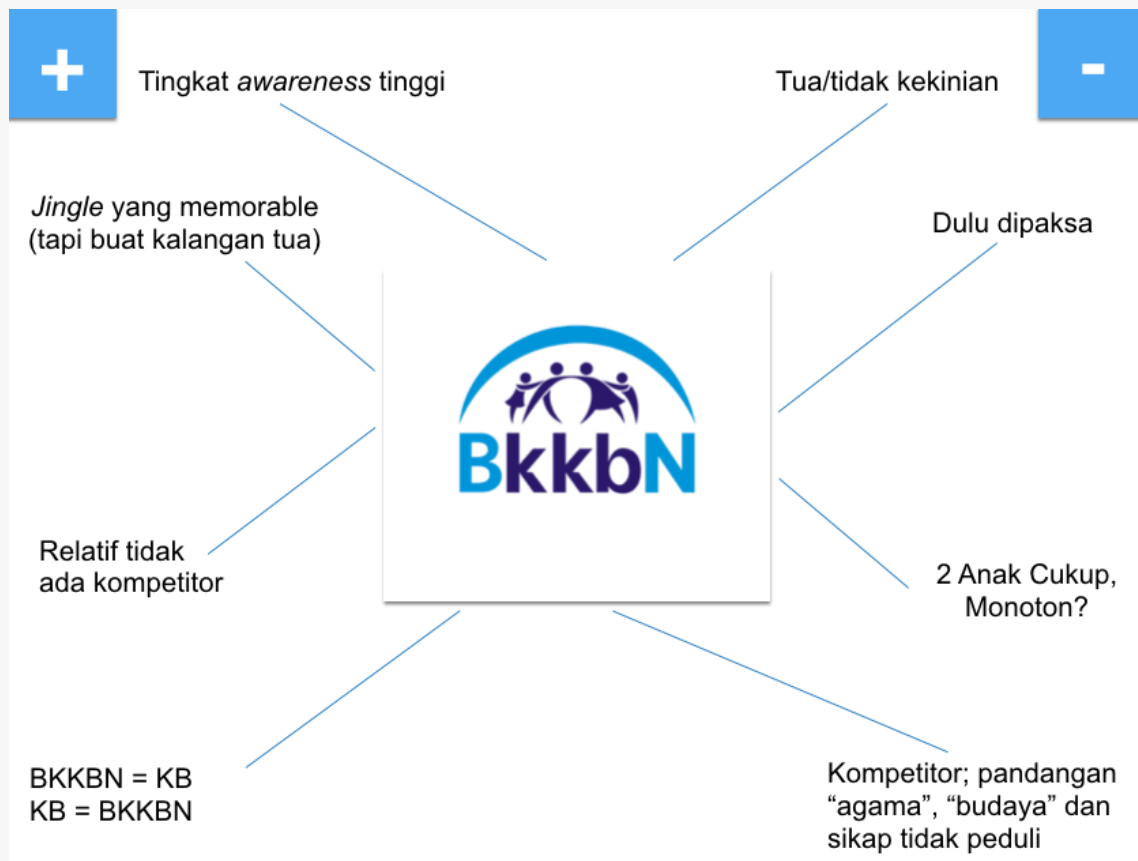 +
-
Tingkat awareness tinggi
Tua/tidak kekinian
Jingle yang memorable
(tapi buat kalangan tua)
Dulu dipaksa
BkkbN
Relatif tidak
ada kompetitor
2 Anak Cukup,
Monoton?
BKKBN = KB
KB = BKKBN
Kompetitor; pandangan
“agama”, “budaya” dan
sikap tidak peduli